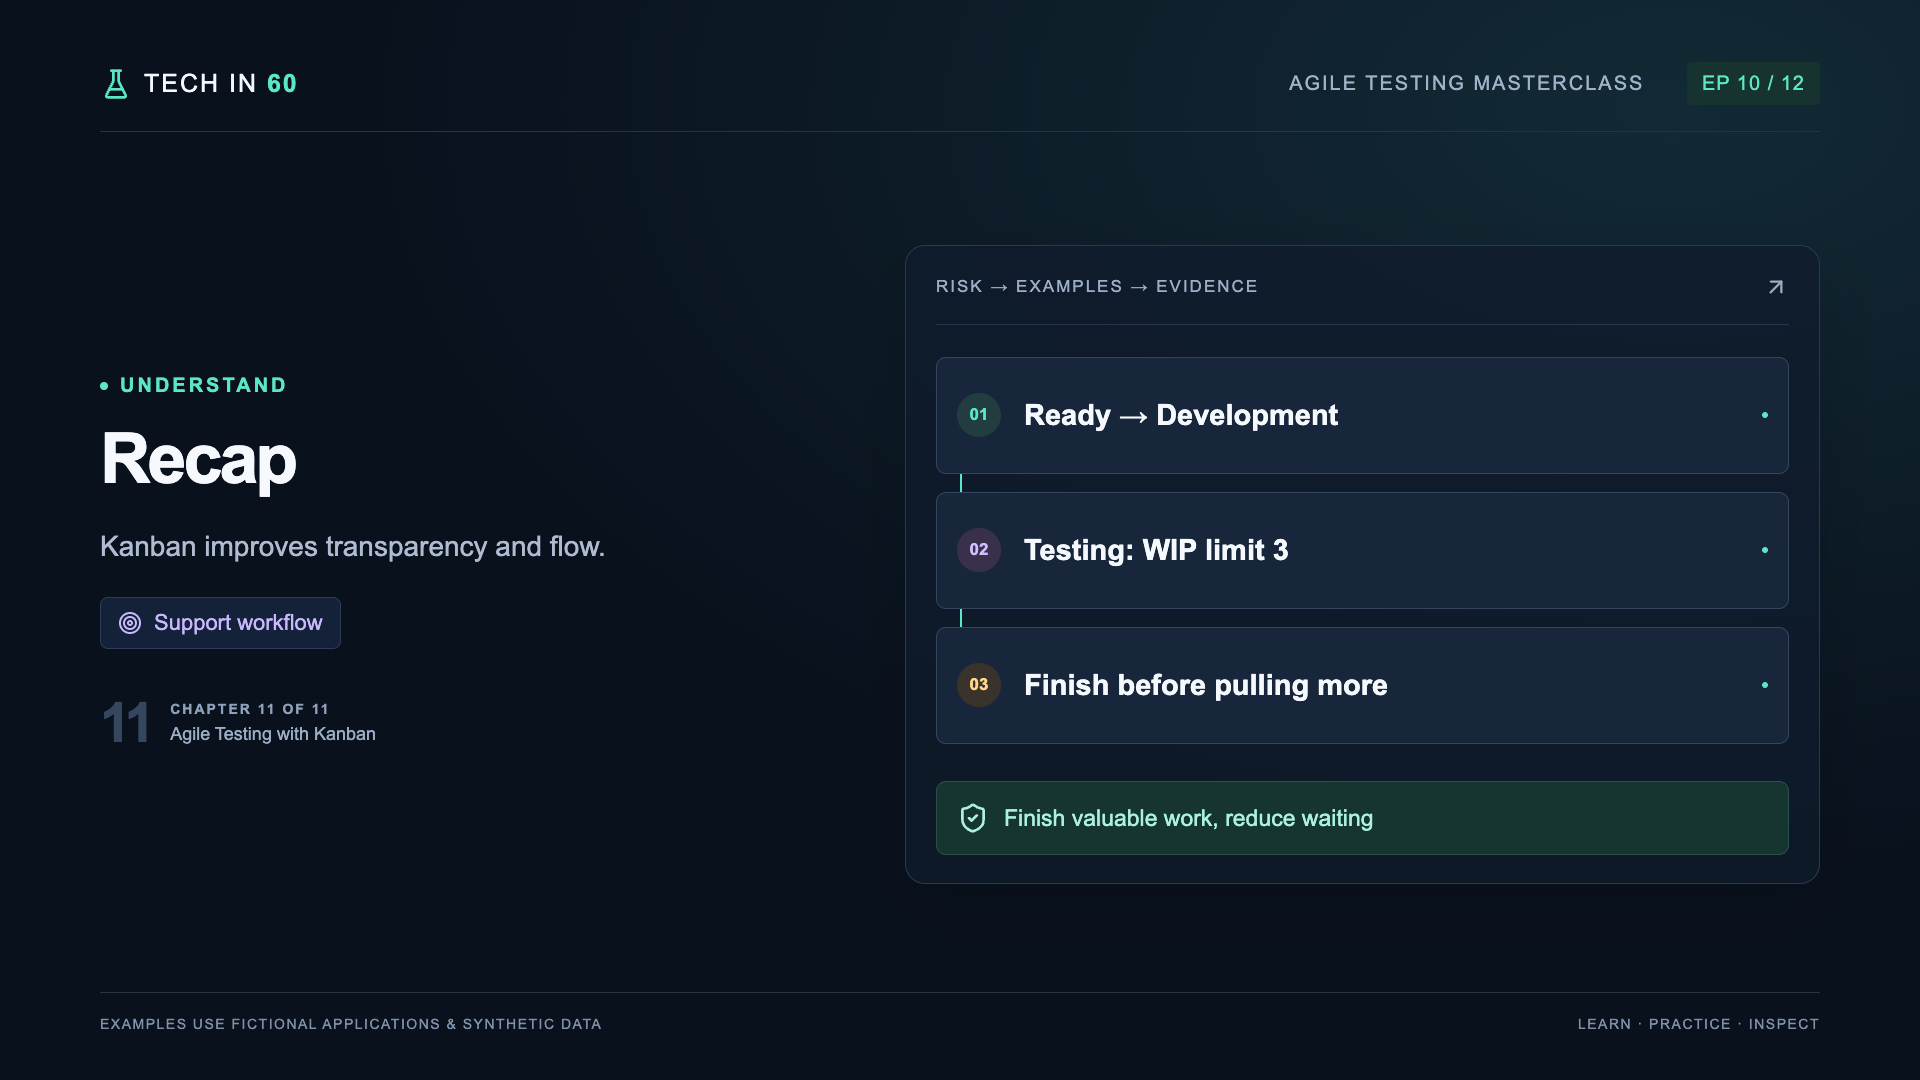 TECH IN 60
AGILE TESTING MASTERCLASS
EP 10 / 12
UNDERSTAND
Recap
Kanban improves transparency and flow.
Support workflow
11
CHAPTER 11 OF 11
Agile Testing with Kanban
RISK → EXAMPLES → EVIDENCE
01
Ready → Development
02
Testing: WIP limit 3
03
Finish before pulling more
Finish valuable work, reduce waiting
EXAMPLES USE FICTIONAL APPLICATIONS & SYNTHETIC DATA
LEARN · PRACTICE · INSPECT